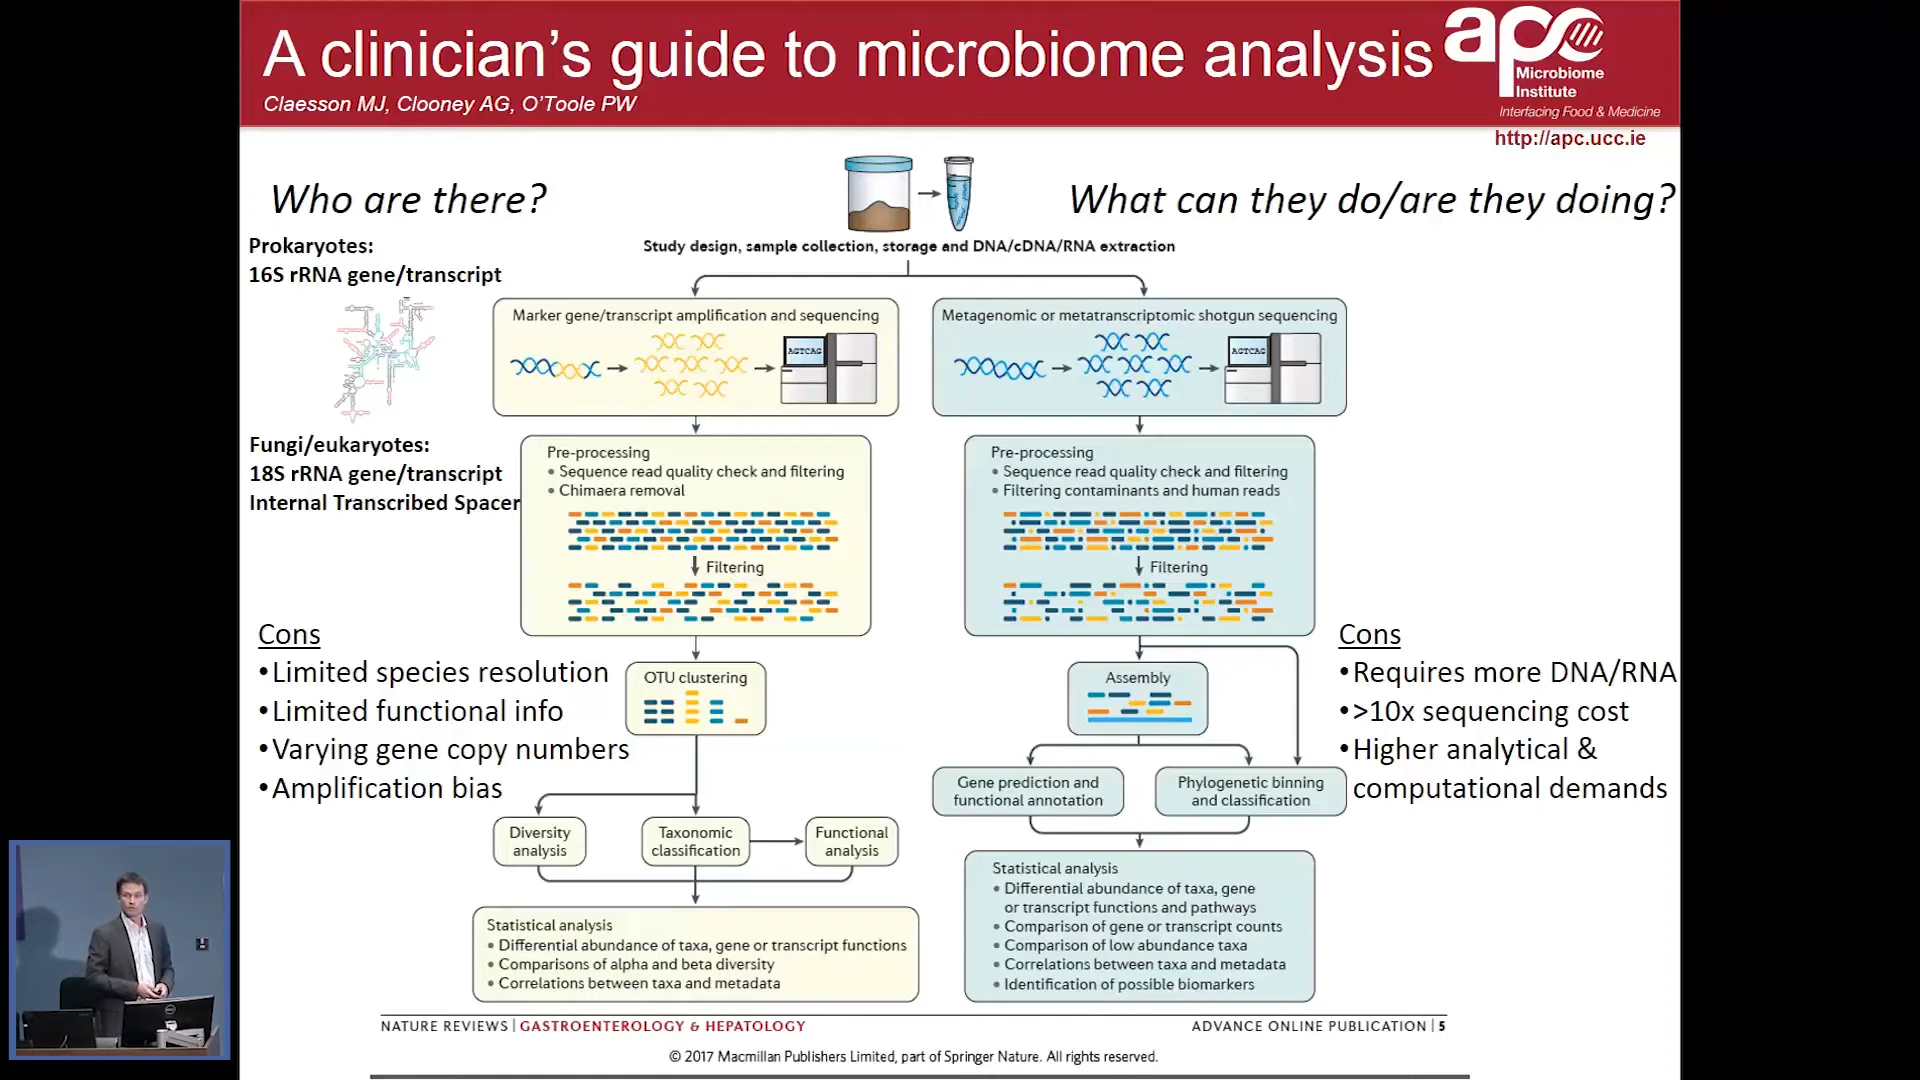 A clinician's guide to microbiome analysis
Claesson MJ, Clooney AG, O'Toole PW
apc
Microbiome
Institute
Interfacing Food & Medicine
http://apc.ucc.ie
Who are there?
What can they do/are they doing?
Study design, sample collection, storage and DNA/cDNA/RNA extraction
Prokaryotes:
16S rRNA gene/transcript
Fungi/eukaryotes:
18S rRNA gene/transcript
Internal Transcribed Spacer
Cons
•Limited species resolution
•Limited functional info
•Varying gene copy numbers
•Amplification bias
Marker gene/transcript amplification and sequencing
AGTCAG
Pre-processing
• Sequence read quality check and filtering
• Chimaera removal
Filtering
OTU clustering
Diversity
analysis
Taxonomic
classification
Functional
analysis
Statistical analysis
• Differential abundance of taxa, gene or transcript functions
• Comparisons of alpha and beta diversity
• Correlations between taxa and metadata
Metagenomic or metatranscriptomic shotgun sequencing
AGTCAG
Pre-processing
• Sequence read quality check and filtering
• Filtering contaminants and human reads
Filtering
Assembly
Gene prediction and
functional annotation
Phylogenetic binning
and classification
Statistical analysis
• Differential abundance of taxa, gene
or transcript functions and pathways
• Comparison of gene or transcript counts
• Comparison of low abundance taxa
• Correlations between taxa and metadata
• Identification of possible biomarkers
Cons
•Requires more DNA/RNA
•>10x sequencing cost
•Higher analytical &
computational demands
NATURE REVIEWS | GASTROENTEROLOGY & HEPATOLOGY
ADVANCE ONLINE PUBLICATION | 5
© 2017 Macmillan Publishers Limited, part of Springer Nature. All rights reserved.